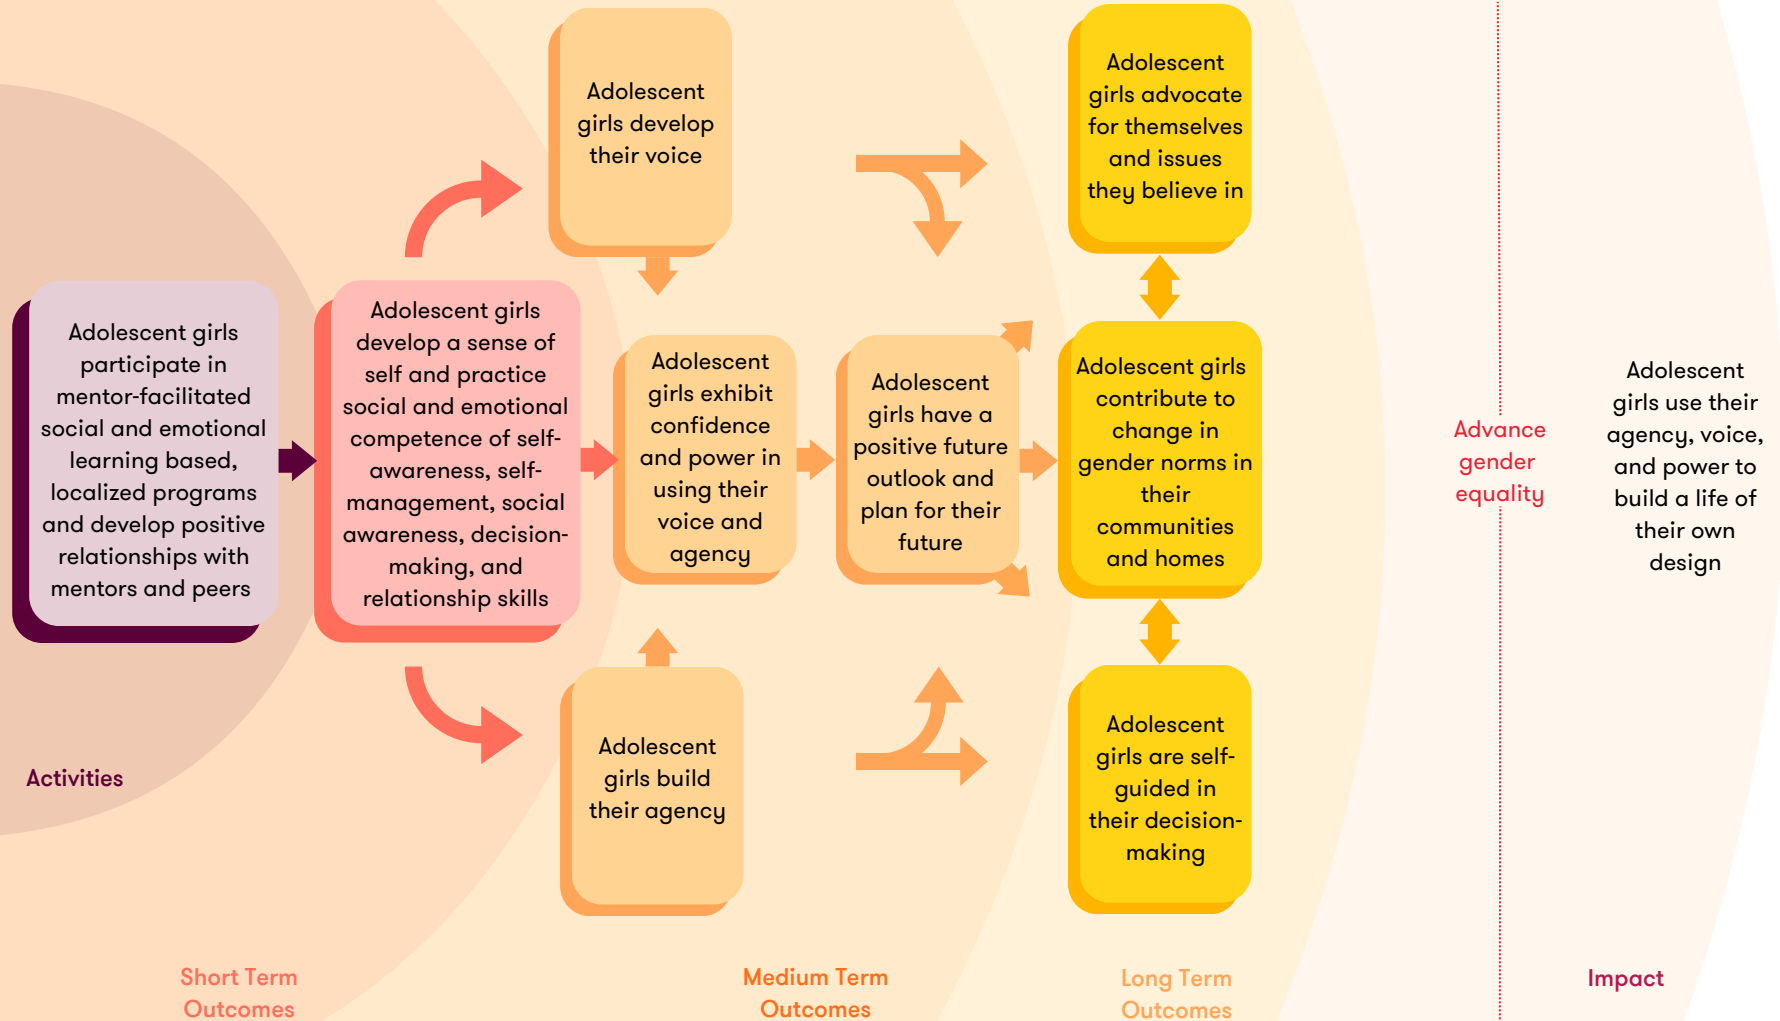 Adolescent girls
participate in
mentor-facilitated
social and emotional
learning based,
localized programs
and develop positive
relationships with
mentors and peers
Activities
Adolescent girls
develop a sense of
self and practice
social and emotional
competence of self-
awareness, self-
management, social
awareness, decision-
making, and
relationship skills
Short Term
Outcomes
Adolescent
girls develop
their voice
Adolescent
girls exhibit
confidence
and power in
using their
voice and
agency
Adolescent
girls build
their agency
Adolescent
girls have a
positive future
outlook and
plan for their
future
Medium Term
Outcomes
Adolescent
girls advocate
for themselves
and issues
they believe in
Adolescent girls
contribute to
change in
gender norms in
their
communities
and homes
Adolescent
girls are self-
guided in
their decision-
making
Long Term
Outcomes
Advance
gender
equality
Adolescent
girls use their
agency, voice,
and power to
build a life of
their own
design
Impact